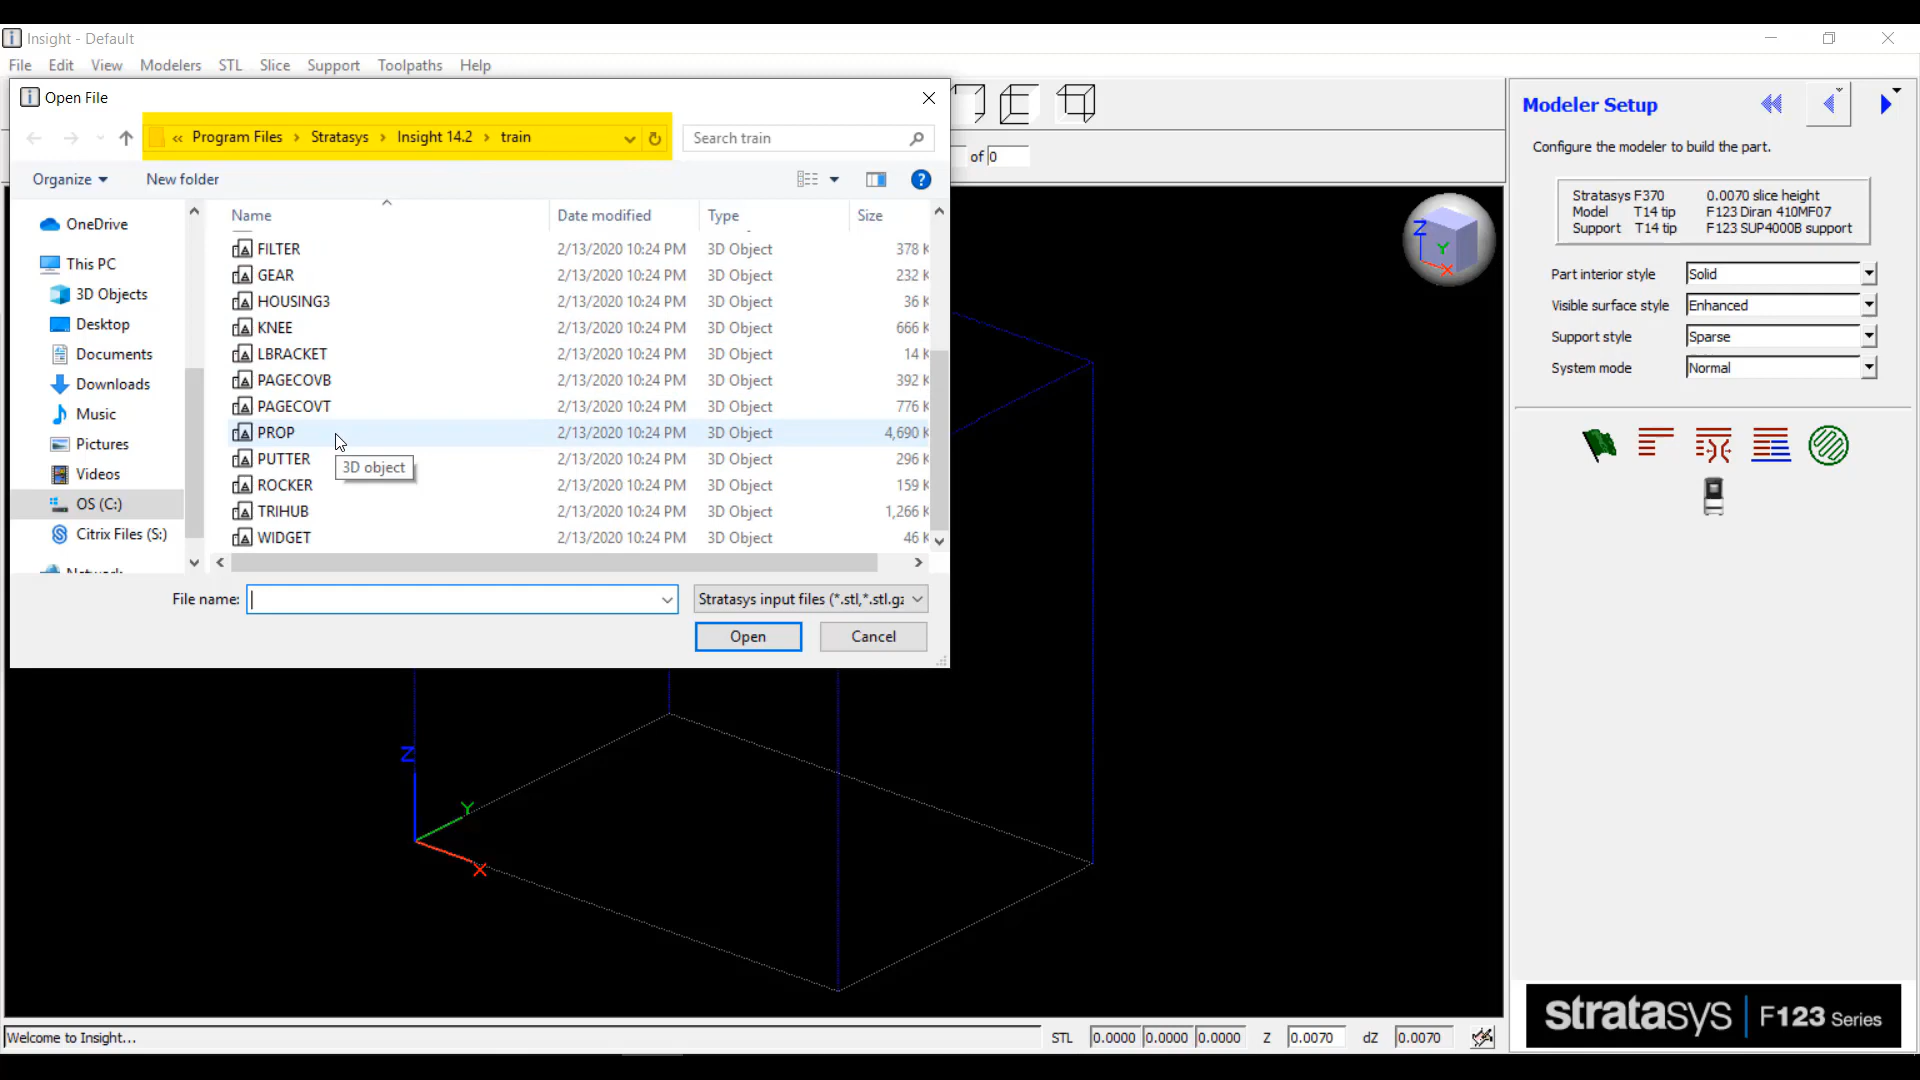 Insight - Default
File Edit View Modelers STL Slice Support Toolpaths Help
Open File
« Program Files › Stratasys › Insight 14.2 › train
Search train
of 0
Organize New folder
Name Date modified Type Size
FILTER 2/13/2020 10:24 PM 3D Object 378 K
GEAR 2/13/2020 10:24 PM 3D Object 232 K
HOUSING3 2/13/2020 10:24 PM 3D Object 36 K
KNEE 2/13/2020 10:24 PM 3D Object 666 K
LBRACKET 2/13/2020 10:24 PM 3D Object 14 K
PAGECOVB 2/13/2020 10:24 PM 3D Object 392 K
PAGECOVT 2/13/2020 10:24 PM 3D Object 776 K
PROP 2/13/2020 10:24 PM 3D Object 4,690 K
PUTTER 2/13/2020 10:24 PM 3D Object 296 K
ROCKER 2/13/2020 10:24 PM 3D Object 159 K
TRIHUB 2/13/2020 10:24 PM 3D Object 1,266 K
WIDGET 2/13/2020 10:24 PM 3D Object 46 K
3D object
OneDrive
This PC
3D Objects
Desktop
Documents
Downloads
Music
Pictures
Videos
OS (C:)
Citrix Files (S:)
File name:
Stratasys input files (*.stl,*.stl.gz
Open Cancel
Z
Y
X
Z
Y
X
Modeler Setup
Configure the modeler to build the part.
Stratasys F370 0.0070 slice height
Model T14 tip F123 Diran 410MF07
Support T14 tip F123 SUP4000B support
Part interior style Solid
Visible surface style Enhanced
Support style Sparse
System mode Normal
stratasys | F123 Series
Welcome to Insight...
STL 0.0000 0.0000 0.0000 Z 0.0070 dZ 0.0070